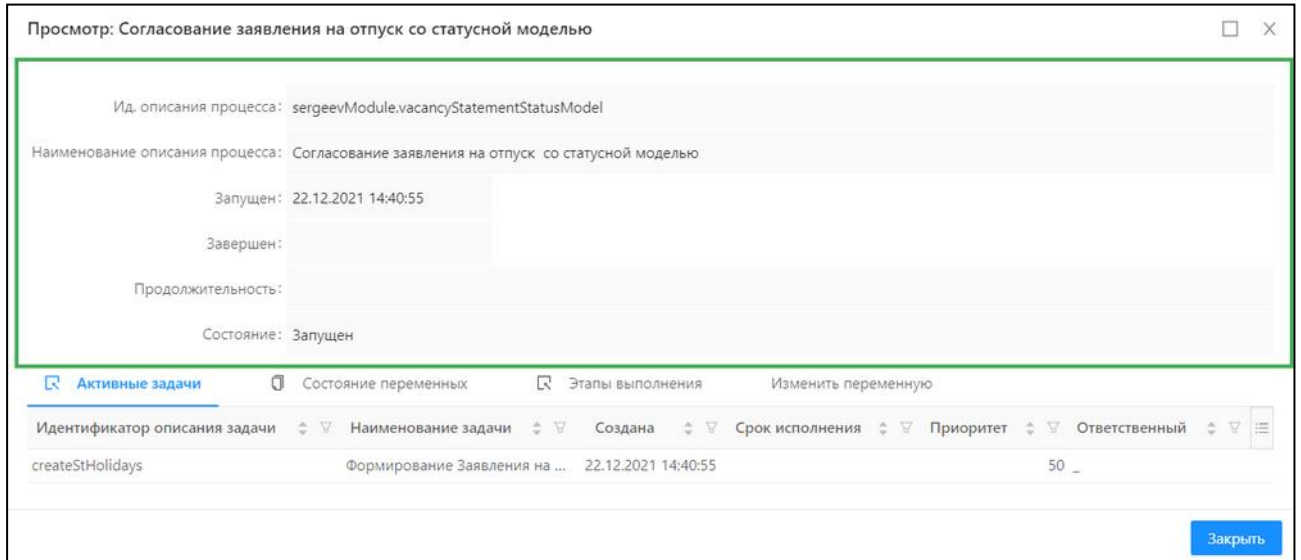 Просмотр: Согласование заявления на отпуск со статусной моделью
Ид. описания процесса: sergeevModule.vacancyStatementStatusModel
Наименование описания процесса: Согласование заявления на отпуск со статусной моделью
Запущен: 22.12.2021 14:40:55
Завершен:
Продолжительность:
Состояние: Запущен
Активные задачи Состояние переменных Этапы выполнения Изменить переменную
Идентификатор описания задачи Наименование задачи Создана Срок исполнения Приоритет Ответственный
createStHolidays Формирование Заявления на ... 22.12.2021 14:40:55 50 _
Закрыть